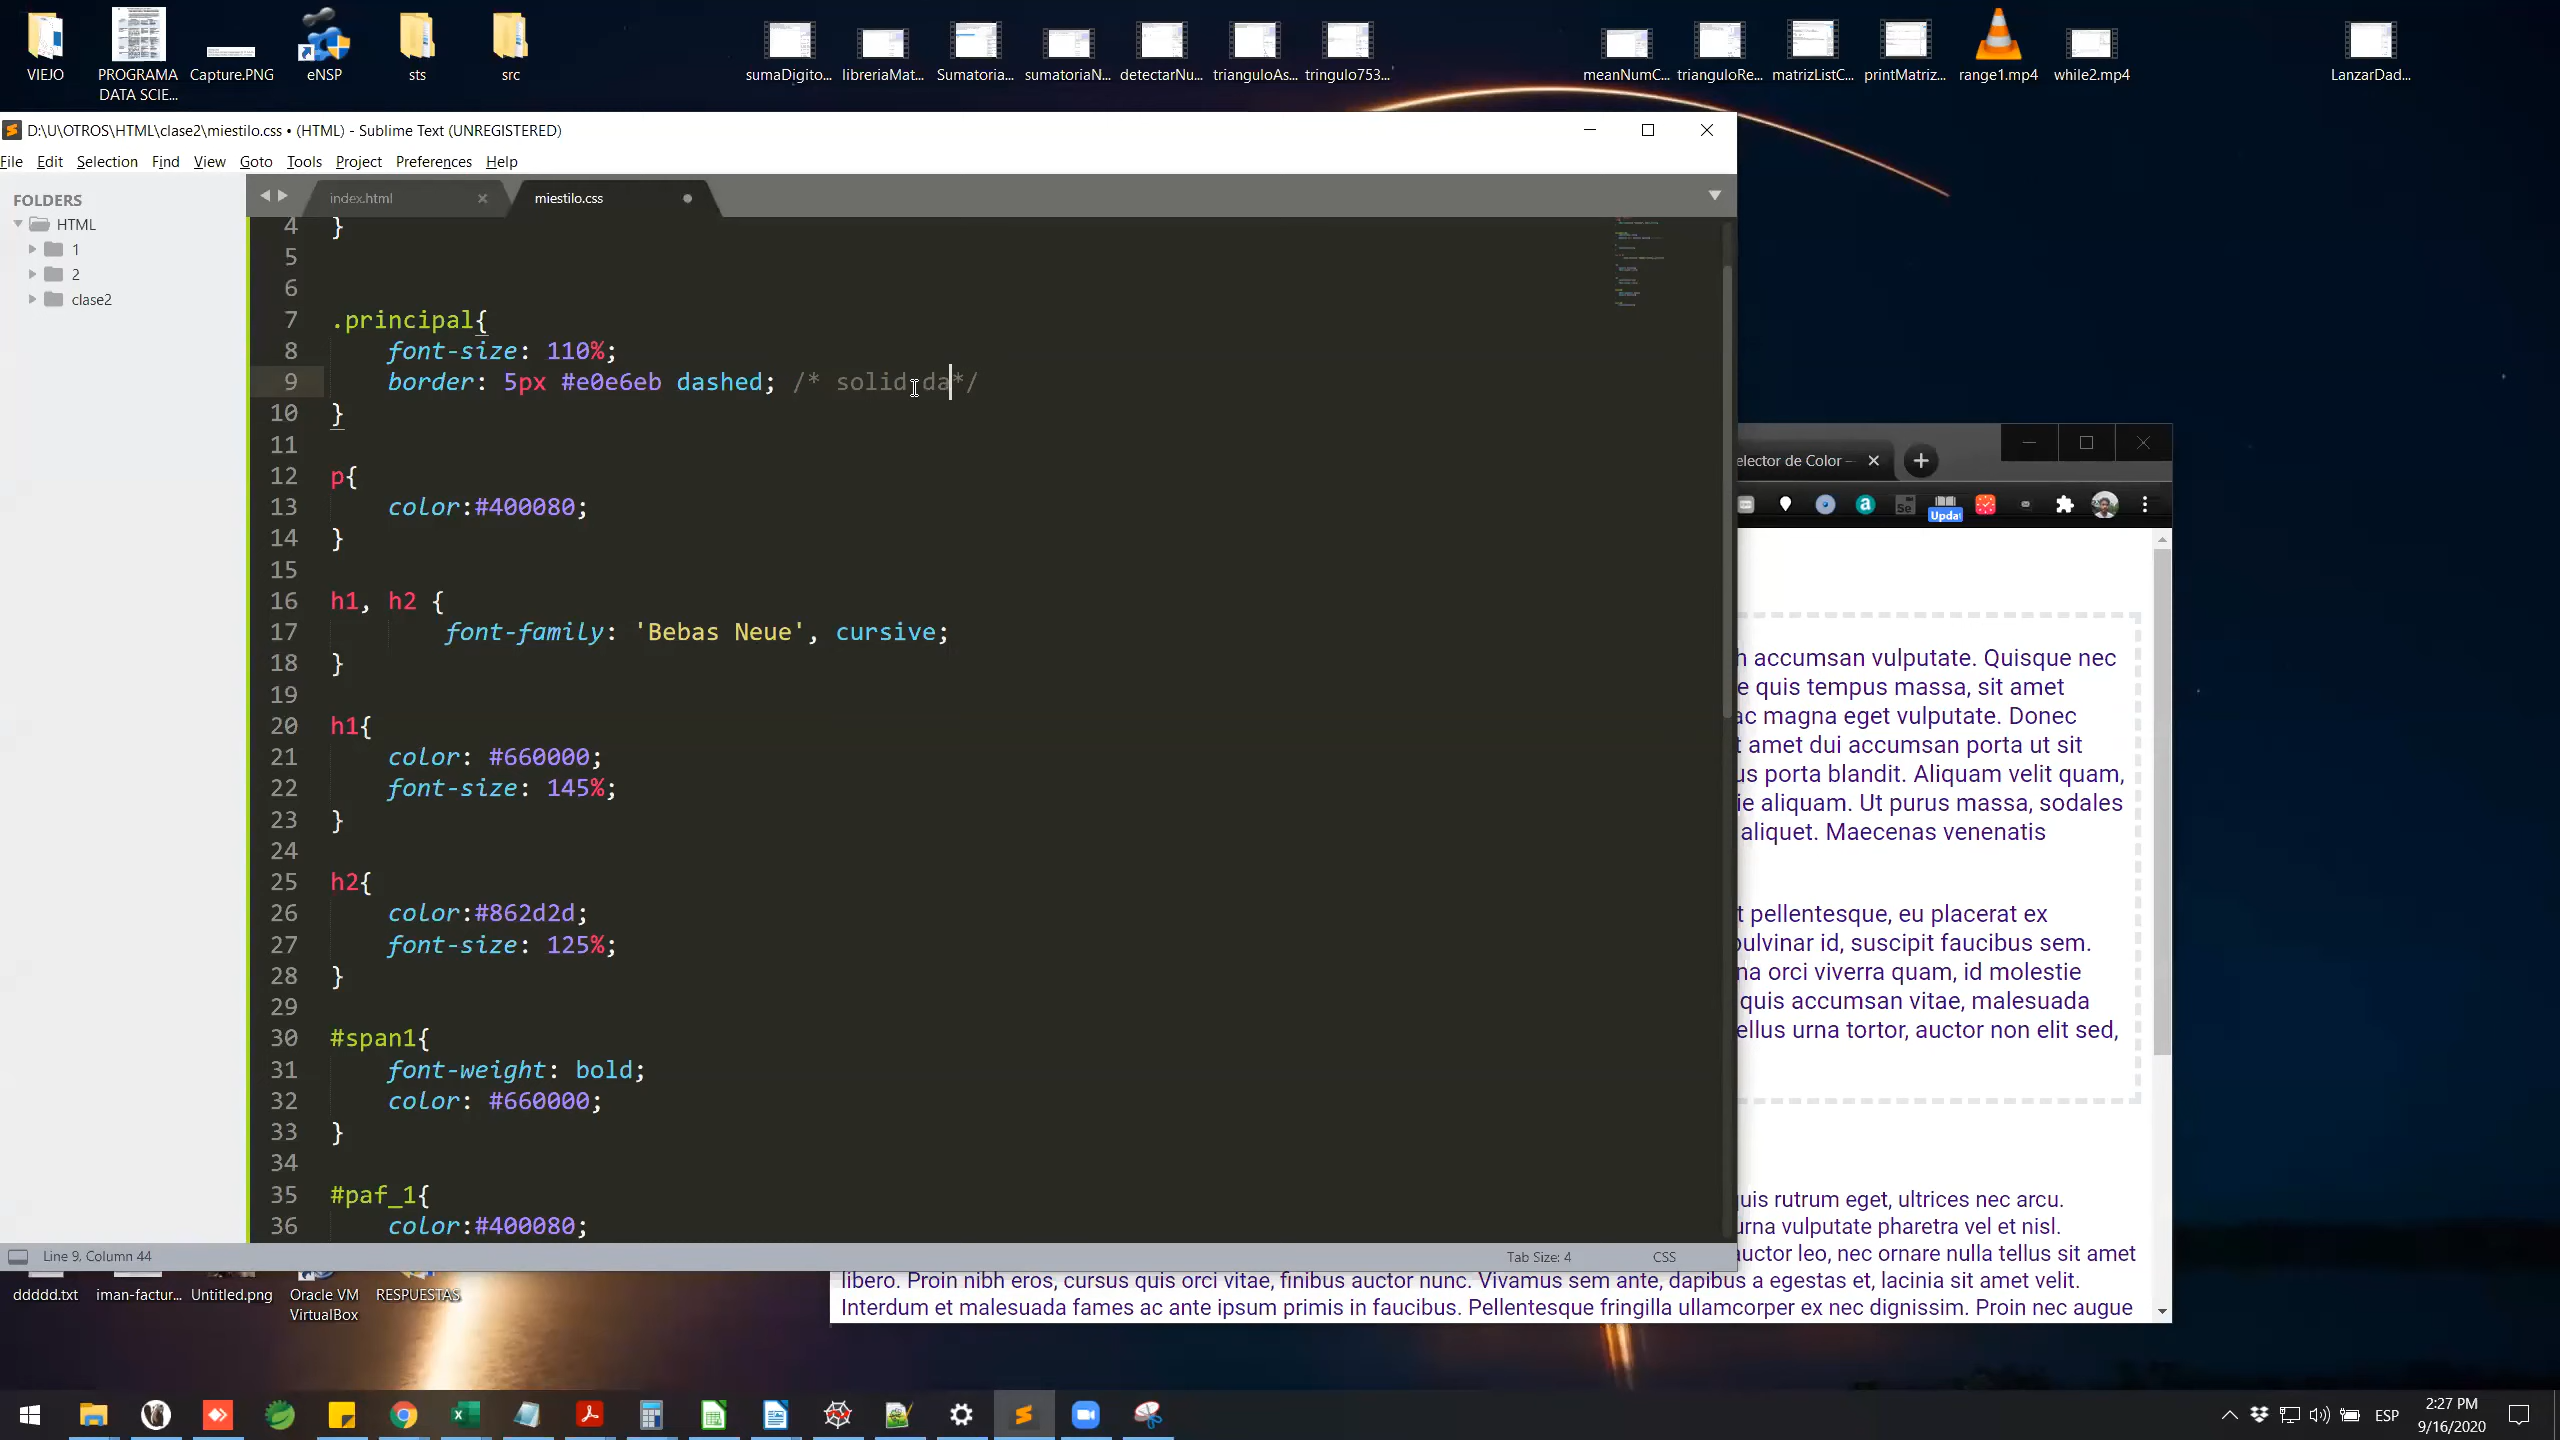 VIEJO
PROGRAMA
DATA SCIE...
Capture.PNG
eNSP
sts
src
sumaDigito...
libreriaMat...
Sumatoria...
sumatoriaN...
detectarNu...
trianguloAs...
tringulo753...
meanNumC...
trianguloRe...
matrizListC...
printMatriz...
range1.mp4
while2.mp4
LanzarDad...
D:\U\OTROS\HTML\clase2\miestilo.css • (HTML) - Sublime Text (UNREGISTERED)
File Edit Selection Find View Goto Tools Project Preferences Help
FOLDERS
HTML
1
2
clase2
index.html
miestilo.css
4 }
5
6
7 .principal{
8 font-size: 110%;
9 border: 5px #e0e6eb dashed; /* solid da*/
10 }
11
12 p{
13 color:#400080;
14 }
15
16 h1, h2 {
17 font-family: 'Bebas Neue', cursive;
18 }
19
20 h1{
21 color: #660000;
22 font-size: 145%;
23 }
24
25 h2{
26 color:#862d2d;
27 font-size: 125%;
28 }
29
30 #span1{
31 font-weight: bold;
32 color: #660000;
33 }
34
35 #paf_1{
36 color:#400080;
Line 9, Column 44
Tab Size: 4
CSS
elector de Color –
Se
Updat
h accumsan vulputate. Quisque nec
e quis tempus massa, sit amet
ac magna eget vulputate. Donec
t amet dui accumsan porta ut sit
us porta blandit. Aliquam velit quam,
ie aliquam. Ut purus massa, sodales
aliquet. Maecenas venenatis
t pellentesque, eu placerat ex
pulvinar id, suscipit faucibus sem.
na orci viverra quam, id molestie
quis accumsan vitae, malesuada
ellus urna tortor, auctor non elit sed,
quis rutrum eget, ultrices nec arcu.
urna vulputate pharetra vel et nisl.
auctor leo, nec ornare nulla tellus sit amet
libero. Proin nibh eros, cursus quis orci vitae, finibus auctor nunc. Vivamus sem ante, dapibus a egestas et, lacinia sit amet velit.
Interdum et malesuada fames ac ante ipsum primis in faucibus. Pellentesque fringilla ullamcorper ex nec dignissim. Proin nec augue
ddddd.txt
iman-factur...
Untitled.png
Oracle VM
VirtualBox
RESPUESTAS
ESP
2:27 PM
9/16/2020